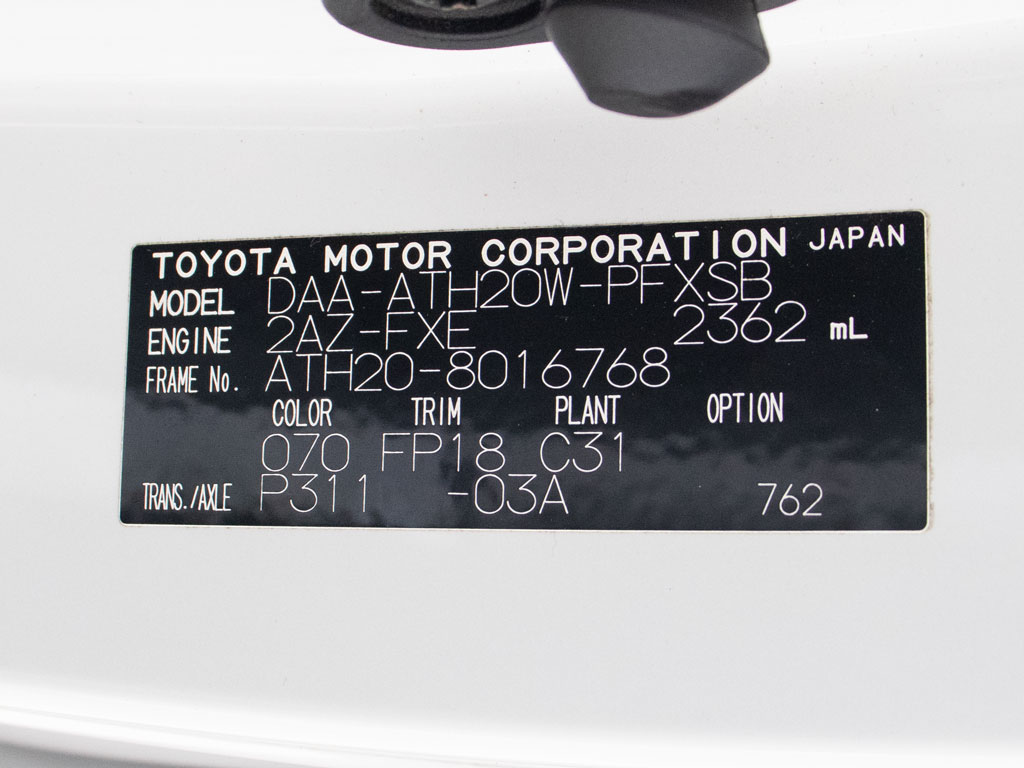 TOYOTA MOTOR CORPORATION JAPAN
MODEL DAA-ATH20W-PFXSB
ENGINE 2AZ-FXE 2362 mL
FRAME No. ATH20-8016768
COLOR TRIM PLANT OPTION
070 FP18 C31
TRANS./AXLE P311 -03A 762